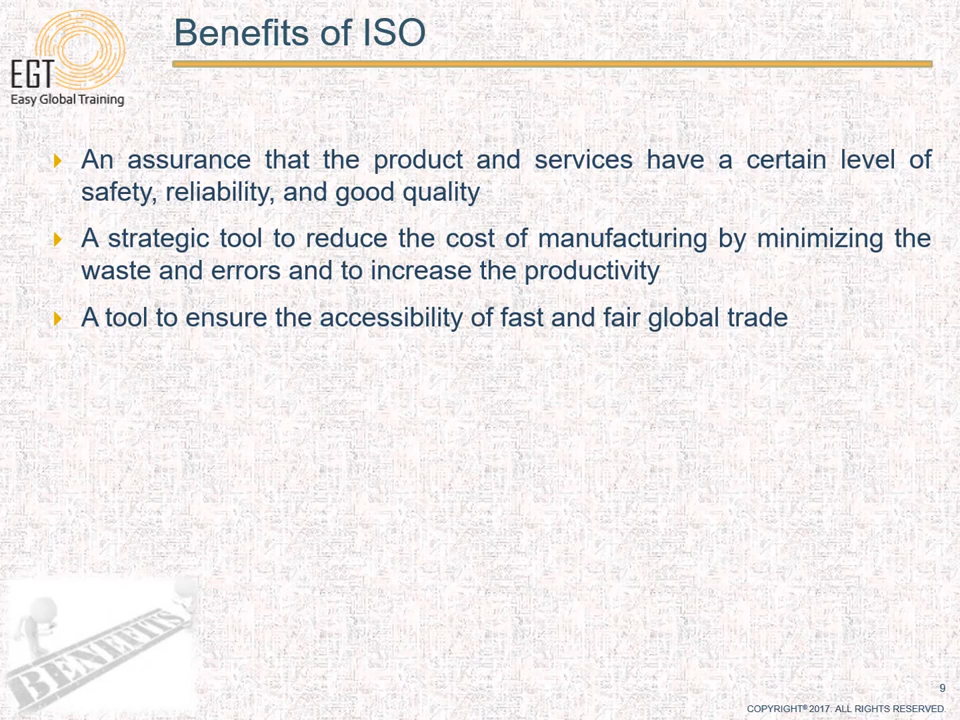 Benefits of ISO
EGT
Easy Global Training
An assurance that the product and services have a certain level of
safety, reliability, and good quality
A strategic tool to reduce the cost of manufacturing by minimizing the
waste and errors and to increase the productivity
A tool to ensure the accessibility of fast and fair global trade
BENEFITS
9
COPYRIGHT® 2017. ALL RIGHTS RESERVED.